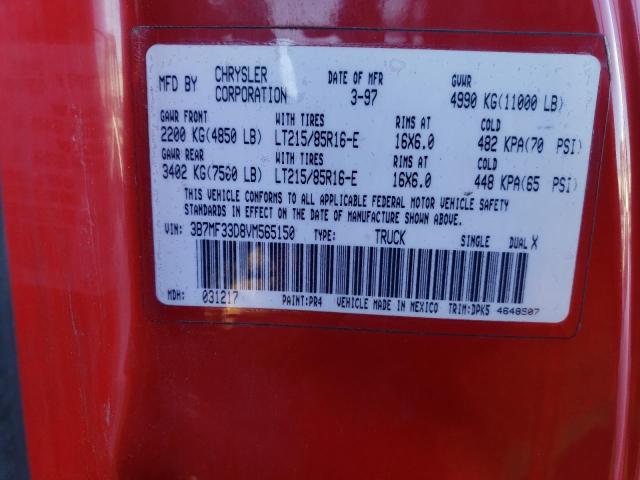 MFD BY CHRYSLER CORPORATION DATE OF MFR 3-97 GVWR 4990 KG(11000 LB)
GAWR FRONT WITH TIRES RIMS AT COLD
2200 KG(4850 LB) LT215/85R16-E 16X6.0 482 KPA(70 PSI)
GAWR REAR WITH TIRES RIMS AT COLD
3402 KG(7500 LB) LT215/85R16-E 16X6.0 448 KPA(65 PSI)
THIS VEHICLE CONFORMS TO ALL APPLICABLE FEDERAL MOTOR VEHICLE SAFETY
STANDARDS IN EFFECT ON THE DATE OF MANUFACTURE SHOWN ABOVE.
VIN: 3B7MF33D8VM565150 TYPE: TRUCK SINGLE DUAL X
MDH: 031217 PAINT:PR4 VEHICLE MADE IN MEXICO TRIM:DPK5 4648507